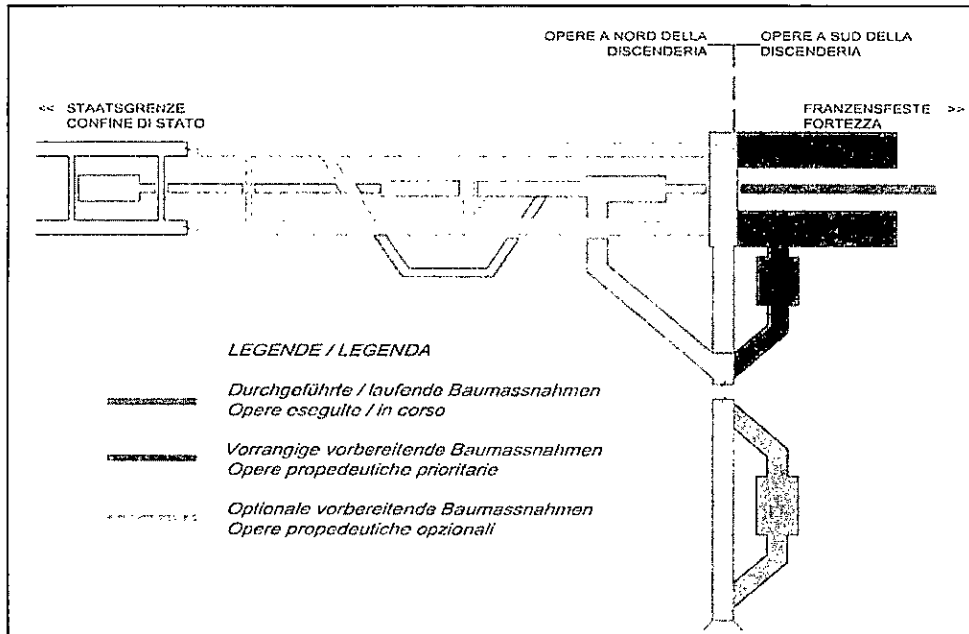 OPERE A NORD DELLA
DISCENDERIA
OPERE A SUD DELLA
DISCENDERIA
<< STAATSGRENZE
CONFINE DI STATO
FRANZENSFESTE >>
FORTEZZA
LEGENDE / LEGENDA
Durchgeführte / laufende Baumassnahmen
Opere eseguite / in corso
Vorrangige vorbereitende Baumassnahmen
Opere propedeutiche prioritarie
Optionale vorbereitende Baumassnahmen
Opere propedeutiche opzionali